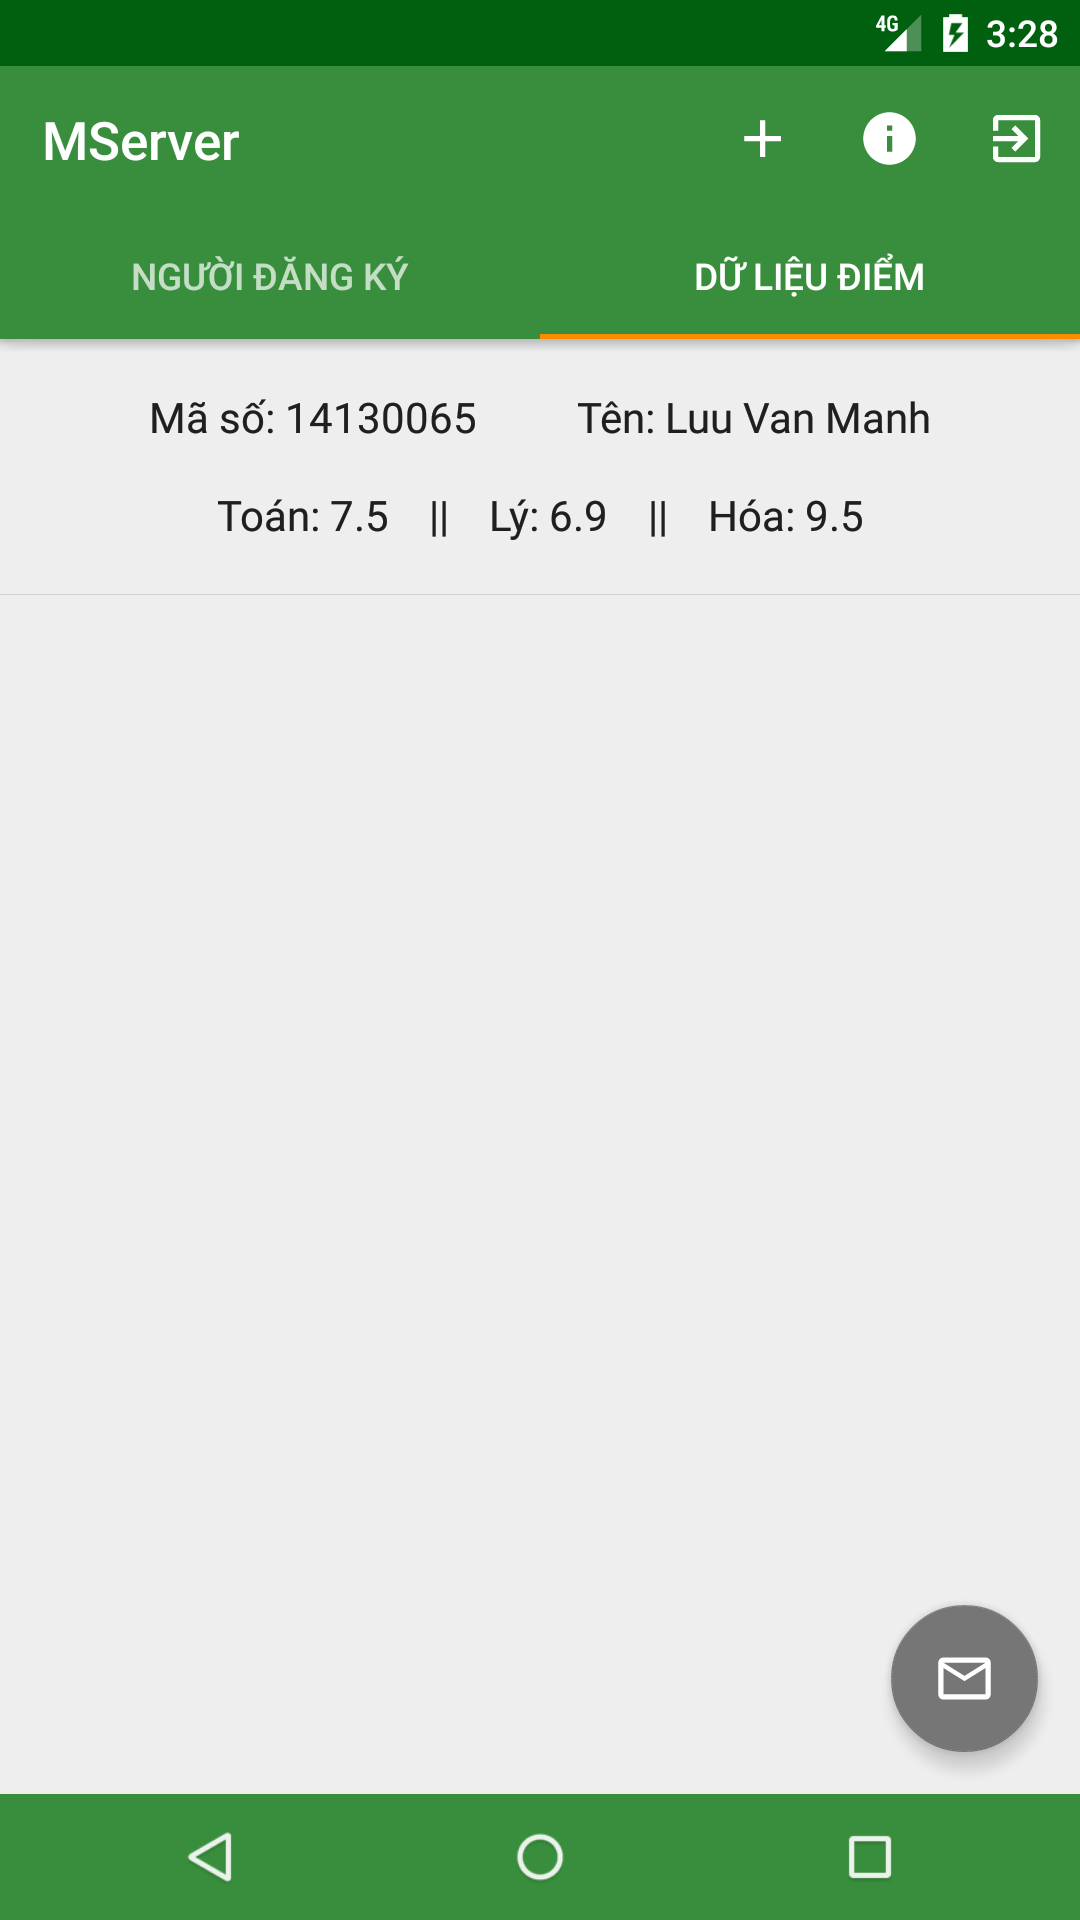 4G 3:28
MServer
NGƯỜI ĐĂNG KÝ DỮ LIỆU ĐIỂM
Mã số: 14130065 Tên: Luu Van Manh
Toán: 7.5 || Lý: 6.9 || Hóa: 9.5